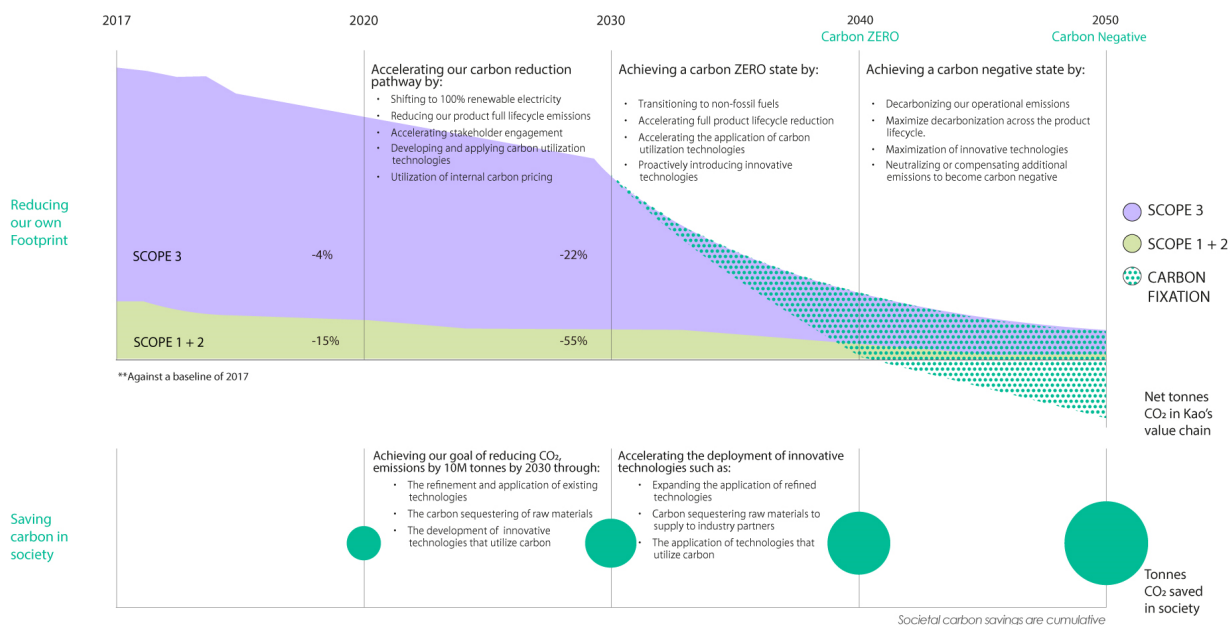 2017
2020
2030
2040
Carbon ZERO
2050
Carbon Negative
Accelerating our carbon reduction
pathway by:
• Shifting to 100% renewable electricity
• Reducing our product full lifecycle emissions
• Accelerating stakeholder engagement
• Developing and applying carbon utilization
technologies
• Utilization of internal carbon pricing
Achieving a carbon ZERO state by:
• Transitioning to non-fossil fuels
• Accelerating full product lifecycle reduction
• Accelerating the application of carbon
utilization technologies
• Proactively introducing innovative
technologies
Achieving a carbon negative state by:
• Decarbonizing our operational emissions
• Maximize decarbonization across the product
lifecycle.
• Maximization of innovative technologies
• Neutralizing or compensating additional
emissions to become carbon negative
Reducing
our own
Footprint
SCOPE 3
-4%
-22%
SCOPE 1 + 2
-15%
-55%
SCOPE 3
SCOPE 1 + 2
CARBON
FIXATION
**Against a baseline of 2017
Net tonnes
CO₂ in Kao's
value chain
Achieving our goal of reducing CO₂,
emissions by 10M tonnes by 2030 through:
• The refinement and application of existing
technologies
• The carbon sequestering of raw materials
• The development of innovative
technologies that utilize carbon
Accelerating the deployment of innovative
technologies such as:
• Expanding the application of refined
technologies
• Carbon sequestering raw materials to
supply to industry partners
• The application of technologies that
utilize carbon
Saving
carbon in
society
Tonnes
CO₂ saved
in society
Societal carbon savings are cumulative